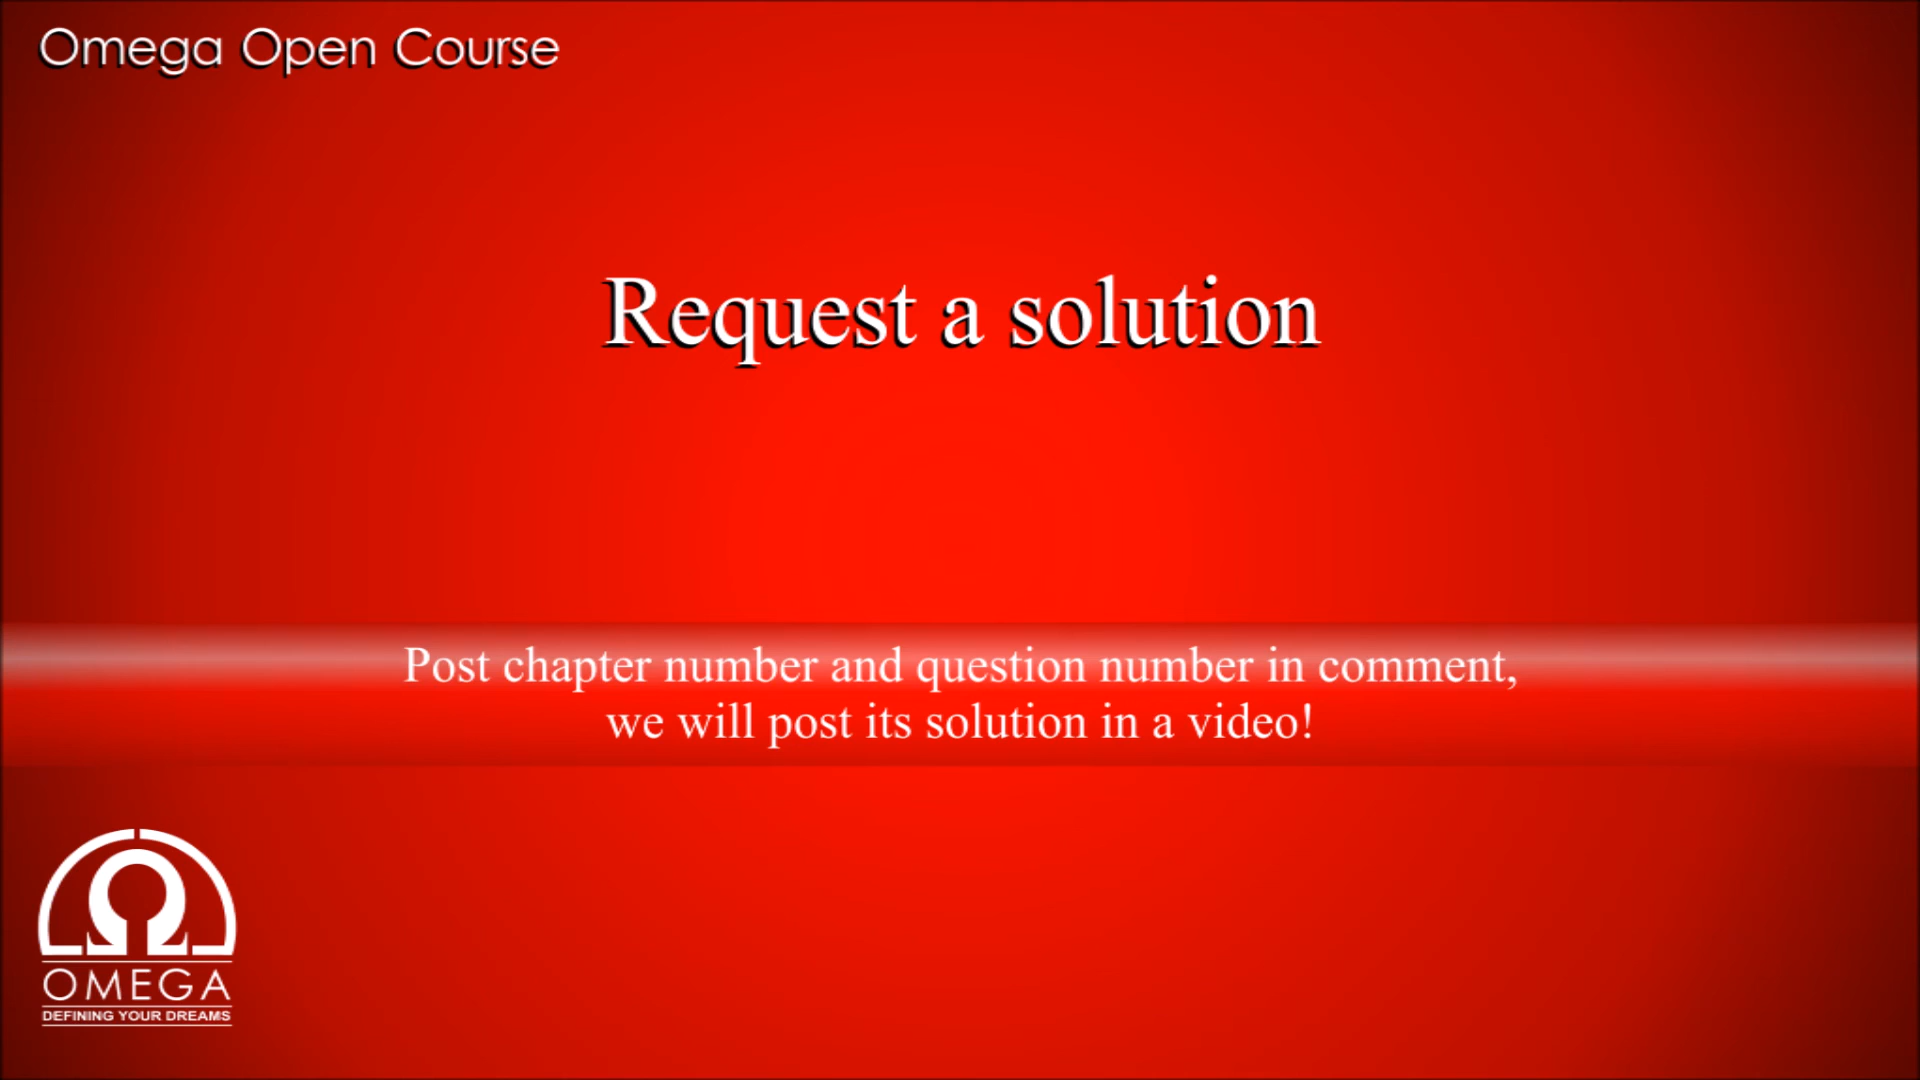 Omega Open Course
Request a solution
Post chapter number and question number in comment,
we will post its solution in a video!
OMEGA
DEFINING YOUR DREAMS